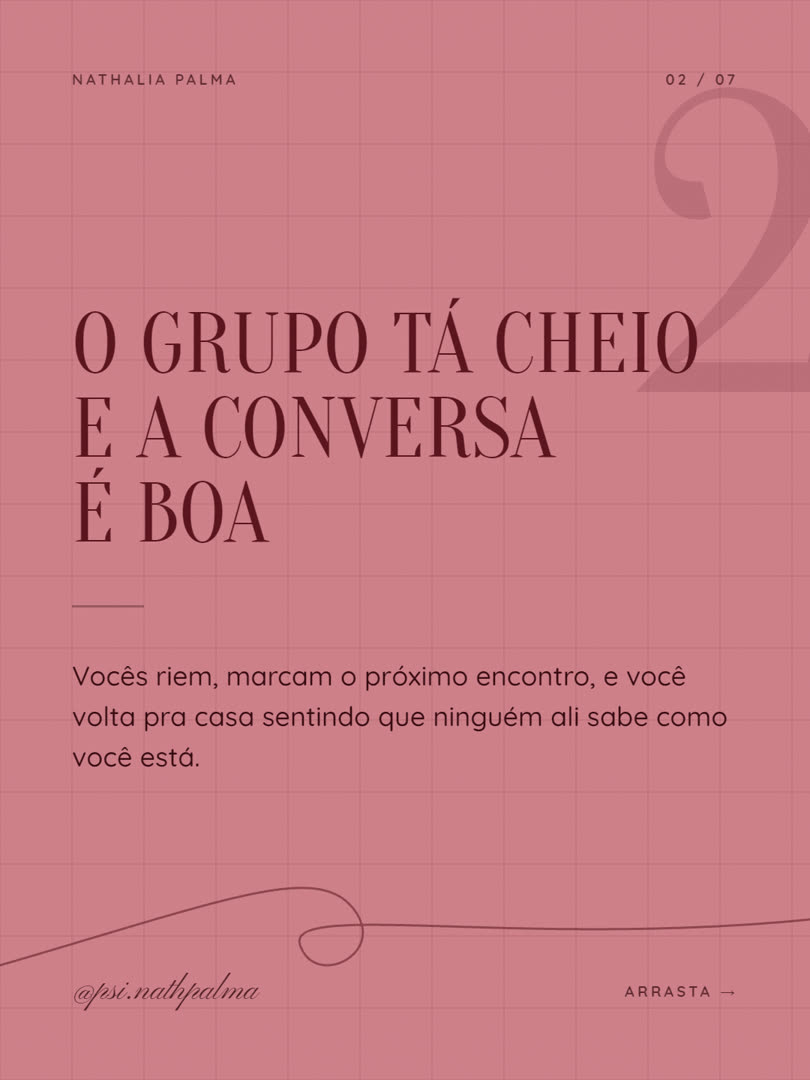 NATHALIA PALMA
02 / 07
2
O GRUPO TÁ CHEIO
E A CONVERSA
É BOA
Vocês riem, marcam o próximo encontro, e você
volta pra casa sentindo que ninguém ali sabe como
você está.
@psi.nathpalma
ARRASTA →